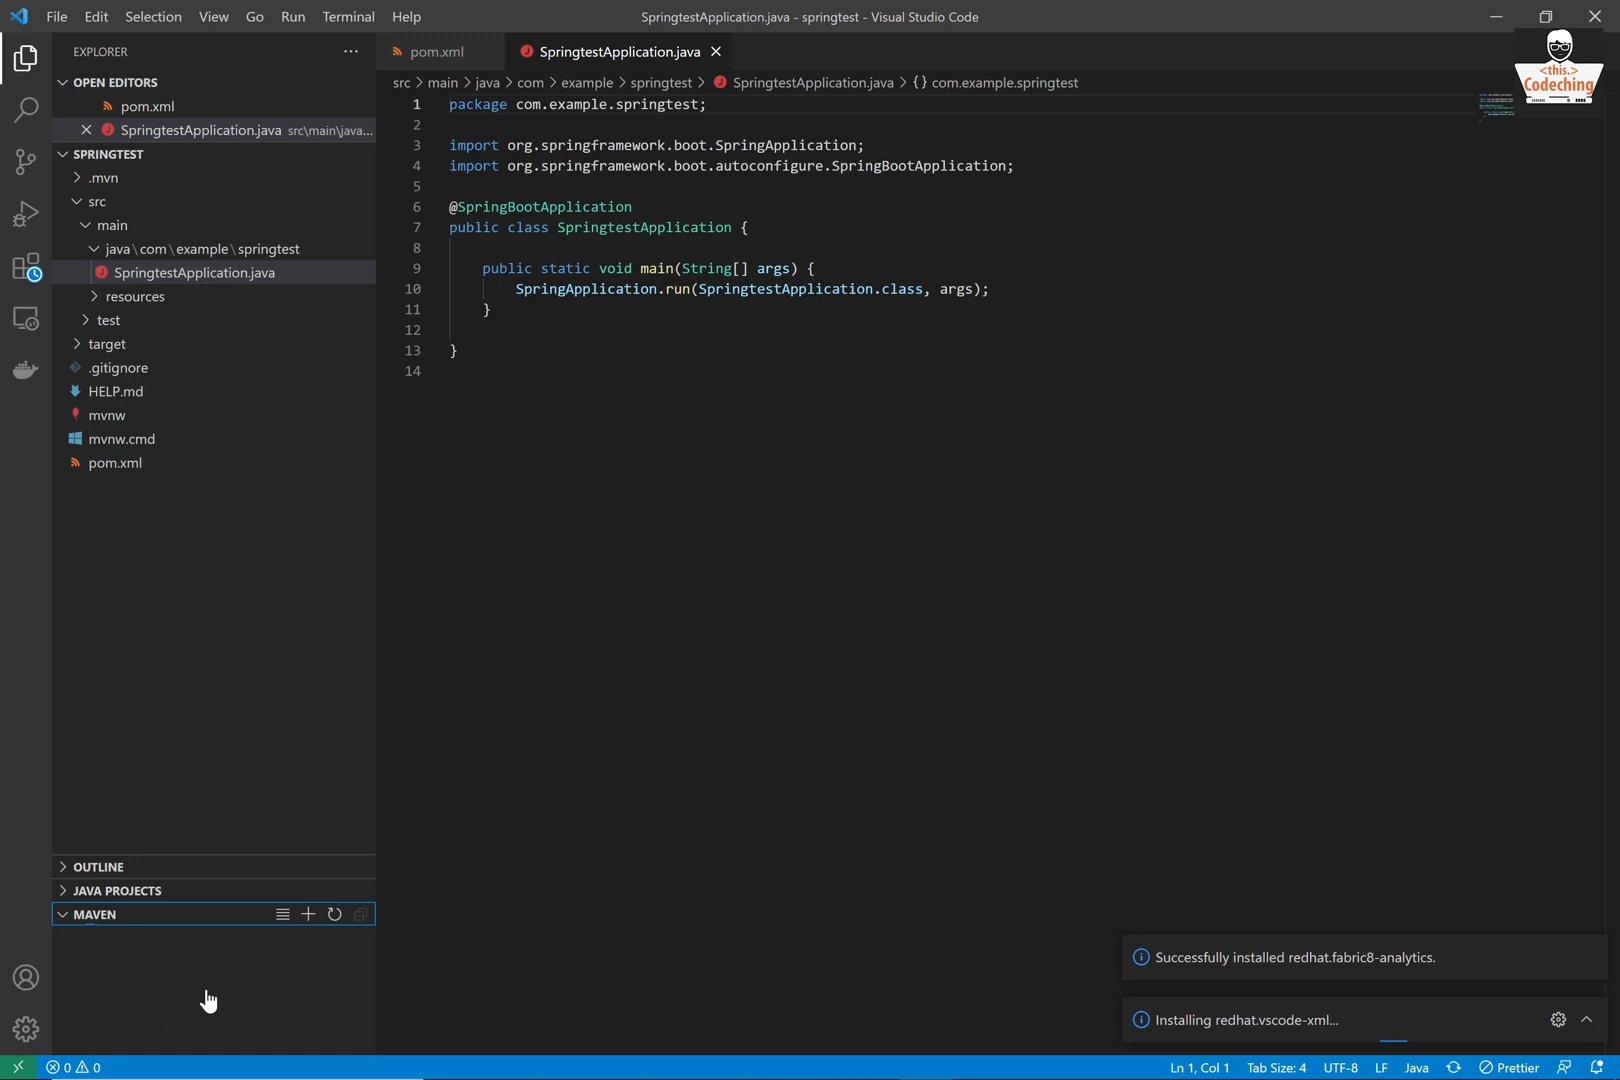 File Edit Selection View Go Run Terminal Help
SpringtestApplication.java - springtest - Visual Studio Code
<this.>
Codeching
EXPLORER
OPEN EDITORS
pom.xml
SpringtestApplication.java src\main\java...
SPRINGTEST
.mvn
src
main
java\com\example\springtest
SpringtestApplication.java
resources
test
target
.gitignore
HELP.md
mvnw
mvnw.cmd
pom.xml
OUTLINE
JAVA PROJECTS
MAVEN
pom.xml
SpringtestApplication.java
src > main > java > com > example > springtest > SpringtestApplication.java > {} com.example.springtest
1 package com.example.springtest;
2
3 import org.springframework.boot.SpringApplication;
4 import org.springframework.boot.autoconfigure.SpringBootApplication;
5
6 @SpringBootApplication
7 public class SpringtestApplication {
8
9 public static void main(String[] args) {
10 SpringApplication.run(SpringtestApplication.class, args);
11 }
12
13 }
14
Successfully installed redhat.fabric8-analytics.
Installing redhat.vscode-xml...
0 0
Ln 1, Col 1 Tab Size: 4 UTF-8 LF Java Prettier